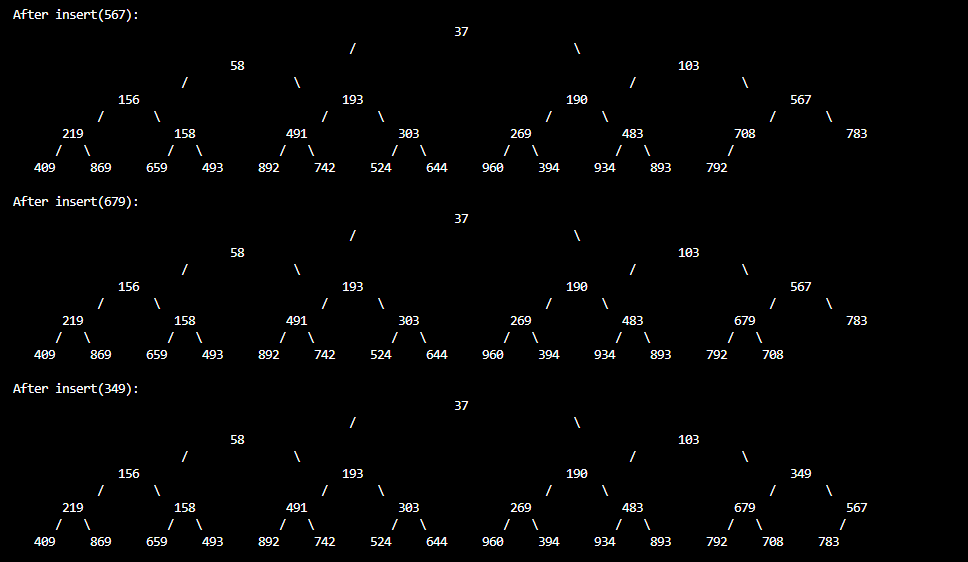 After insert(567):
37
/ \
58 103
/ \ / \
156 193 190 567
/ \ / \ / \ / \
219 158 491 303 269 483 708 783
/ \ / \ / \ / \ / \ / \ /
409 869 659 493 892 742 524 644 960 394 934 893 792
After insert(679):
37
/ \
58 103
/ \ / \
156 193 190 567
/ \ / \ / \ / \
219 158 491 303 269 483 679 783
/ \ / \ / \ / \ / \ / \ / \
409 869 659 493 892 742 524 644 960 394 934 893 792 708
After insert(349):
37
/ \
58 103
/ \ / \
156 193 190 349
/ \ / \ / \ / \
219 158 491 303 269 483 679 567
/ \ / \ / \ / \ / \ / \ / \ /
409 869 659 493 892 742 524 644 960 394 934 893 792 708 783